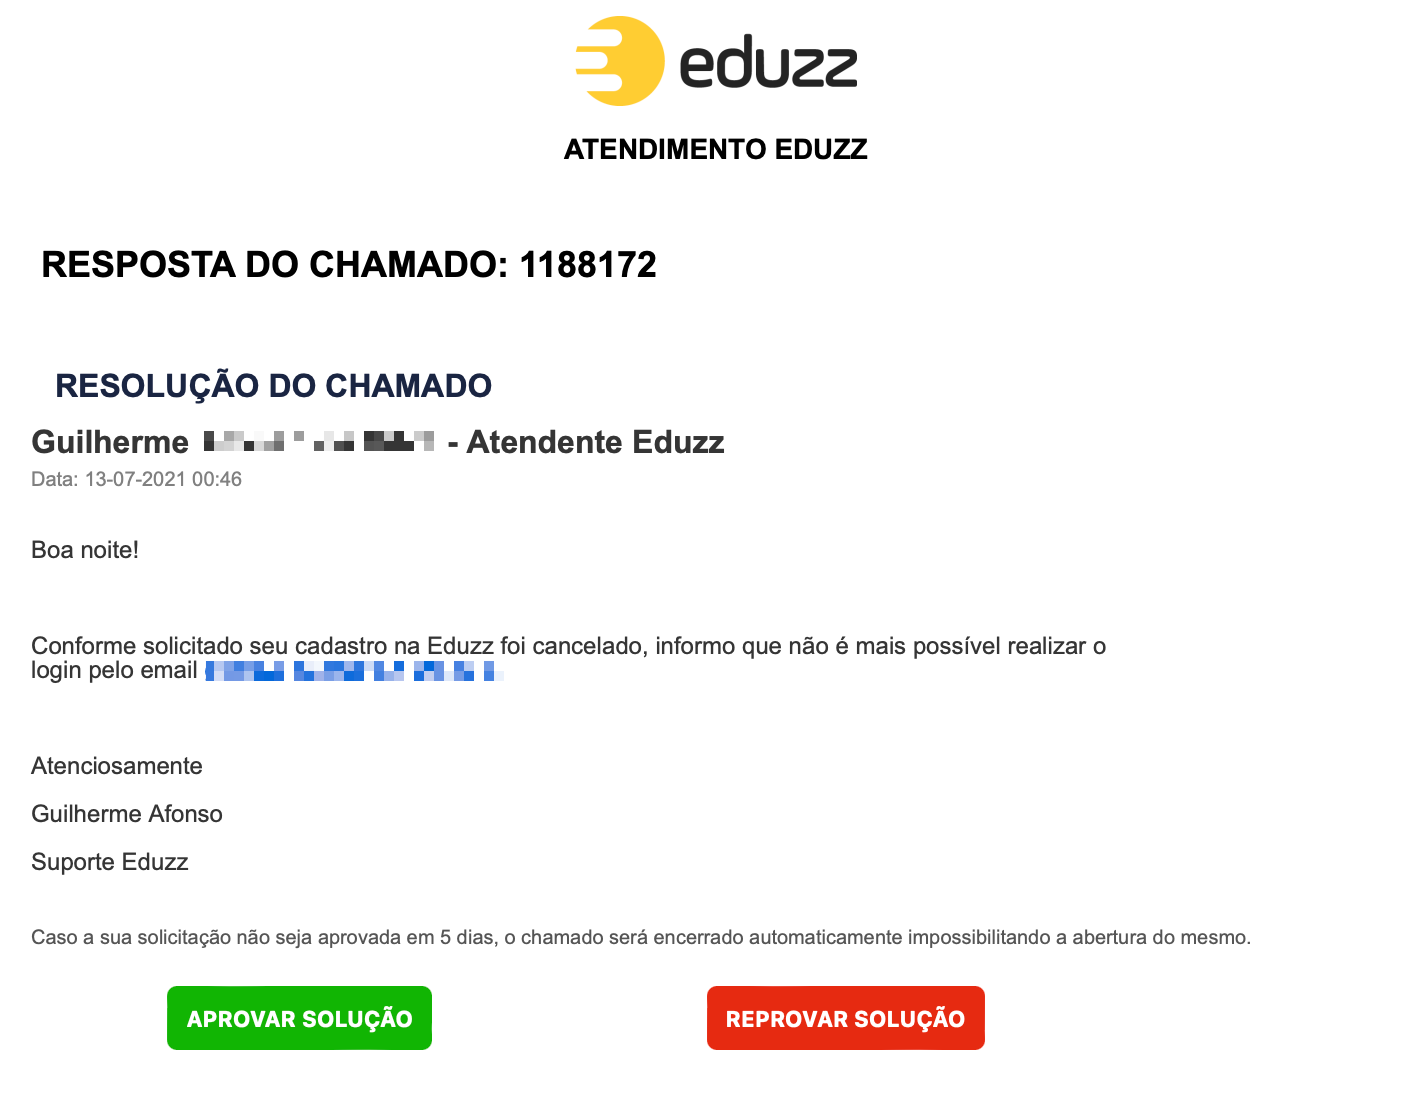 eduzz
ATENDIMENTO EDUZZ
RESPOSTA DO CHAMADO: 1188172
RESOLUÇÃO DO CHAMADO
Guilherme - Atendente Eduzz
Data: 13-07-2021 00:46
Boa noite!
Conforme solicitado seu cadastro na Eduzz foi cancelado, informo que não é mais possível realizar o
login pelo email
Atenciosamente
Guilherme Afonso
Suporte Eduzz
Caso a sua solicitação não seja aprovada em 5 dias, o chamado será encerrado automaticamente impossibilitando a abertura do mesmo.
APROVAR SOLUÇÃO
REPROVAR SOLUÇÃO